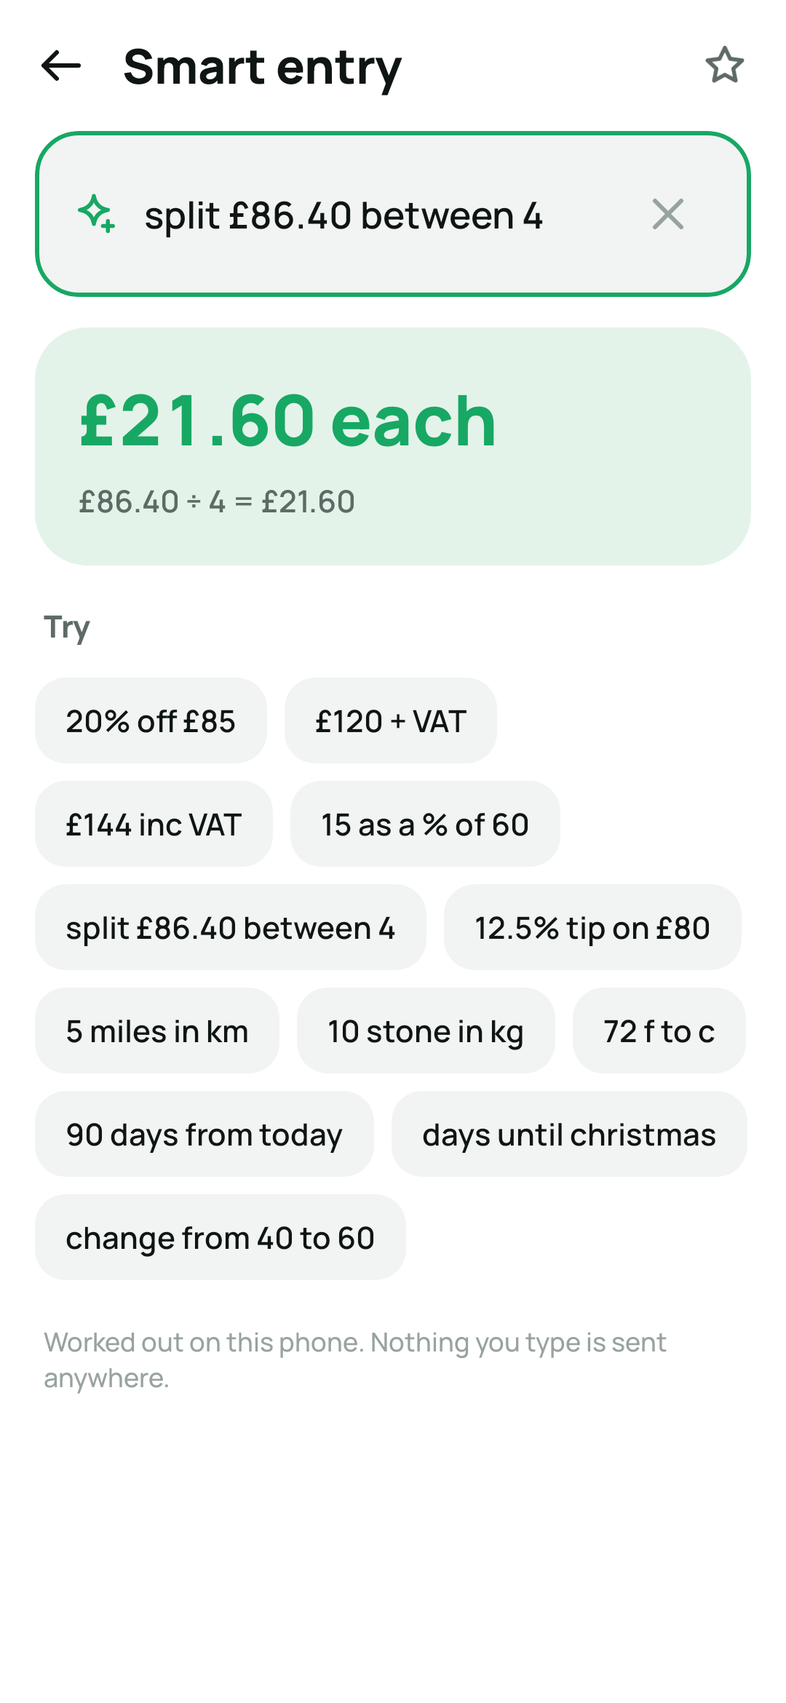 Smart entry
split £86.40 between 4
£21.60 each
£86.40 ÷ 4 = £21.60
Try
20% off £85
£120 + VAT
£144 inc VAT
15 as a % of 60
split £86.40 between 4
12.5% tip on £80
5 miles in km
10 stone in kg
72 f to c
90 days from today
days until christmas
change from 40 to 60
Worked out on this phone. Nothing you type is sent
anywhere.